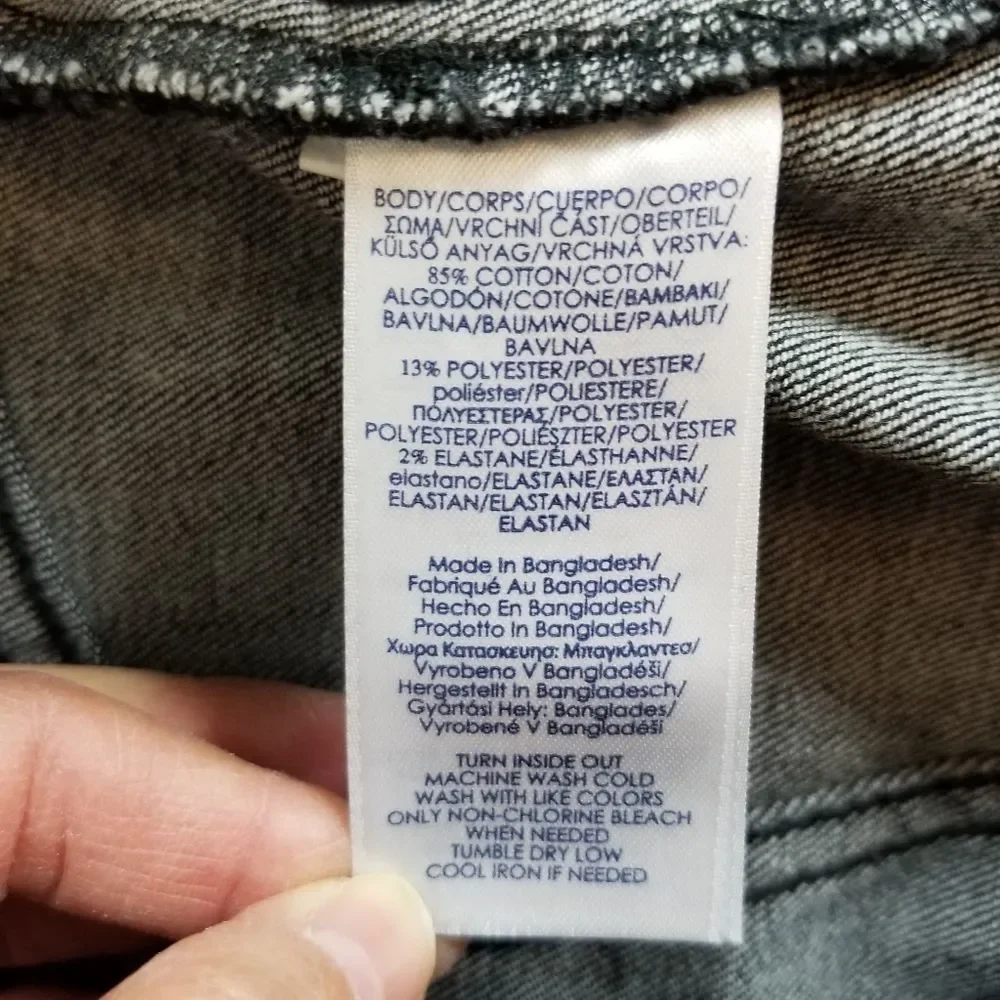 BODY/CORPS/CUERPO/CORPO/
ΣΩΜΑ/VRCHNÍ ČÁST/OBERTEIL/
KÜLSŐ ANYAG/VRCHNÁ VRSTVA:
85% COTTON/COTON/
ALGODÓN/COTONE/BAMBAKI/
BAVLNA/BAUMWOLLE/PAMUT/
BAVLNA
13% POLYESTER/POLYESTER/
poliéster/POLIESTERE/
ΠΟΛΥΕΣΤΕΡΑΣ/POLYESTER/
POLYESTER/POLIÉSZTER/POLYESTER
2% ELASTANE/ÉLASTHANNE/
elastano/ELASTANE/ΕΛΑΣΤΑΝ/
ELASTAN/ELASTAN/ELASZTÁN/
ELASTAN
Made In Bangladesh/
Fabriqué Au Bangladesh/
Hecho En Bangladesh/
Prodotto In Bangladesh/
Χωρα Κατασκευησ: Μπαγκλαντεσ/
Vyrobeno V Bangladéši/
Hergestellt in Bangladesch/
Gyártási Hely: Banglades/
Vyrobené V Bangladéši
TURN INSIDE OUT
MACHINE WASH COLD
WASH WITH LIKE COLORS
ONLY NON-CHLORINE BLEACH
WHEN NEEDED
TUMBLE DRY LOW
COOL IRON IF NEEDED